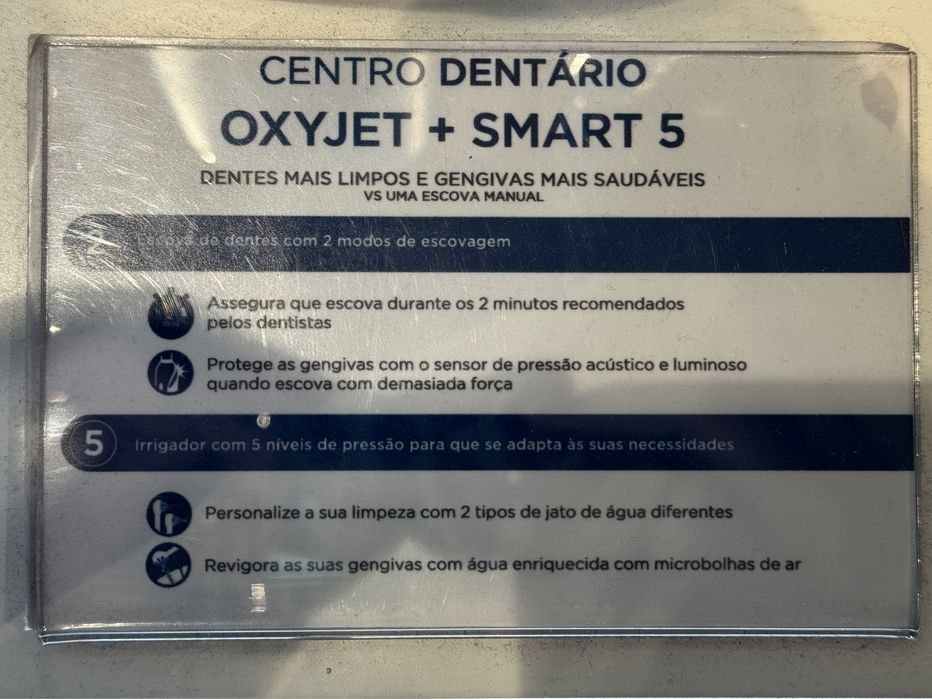 CENTRO DENTÁRIO
OXYJET + SMART 5
DENTES MAIS LIMPOS E GENGIVAS MAIS SAUDÁVEIS
VS UMA ESCOVA MANUAL
2 Escova de dentes com 2 modos de escovagem
Assegura que escova durante os 2 minutos recomendados
pelos dentistas
Protege as gengivas com o sensor de pressão acústico e luminoso
quando escova com demasiada força
5 Irrigador com 5 níveis de pressão para que se adapta às suas necessidades
Personalize a sua limpeza com 2 tipos de jato de água diferentes
Revigora as suas gengivas com água enriquecida com microbolhas de ar